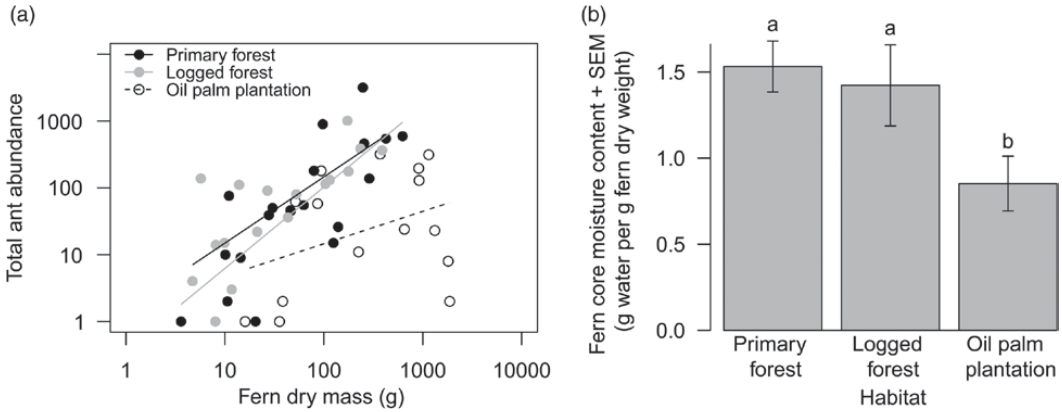 (a)
Primary forest
Logged forest
Oil palm plantation
Total ant abundance
1000
100
10
1
1
10
100
1000
10000
Fern dry mass (g)
(b)
Fern core moisture content + SEM
(g water per g fern dry weight)
1.5
1.0
0.5
0.0
a
a
b
Primary
forest
Logged
forest
Oil palm
plantation
Habitat